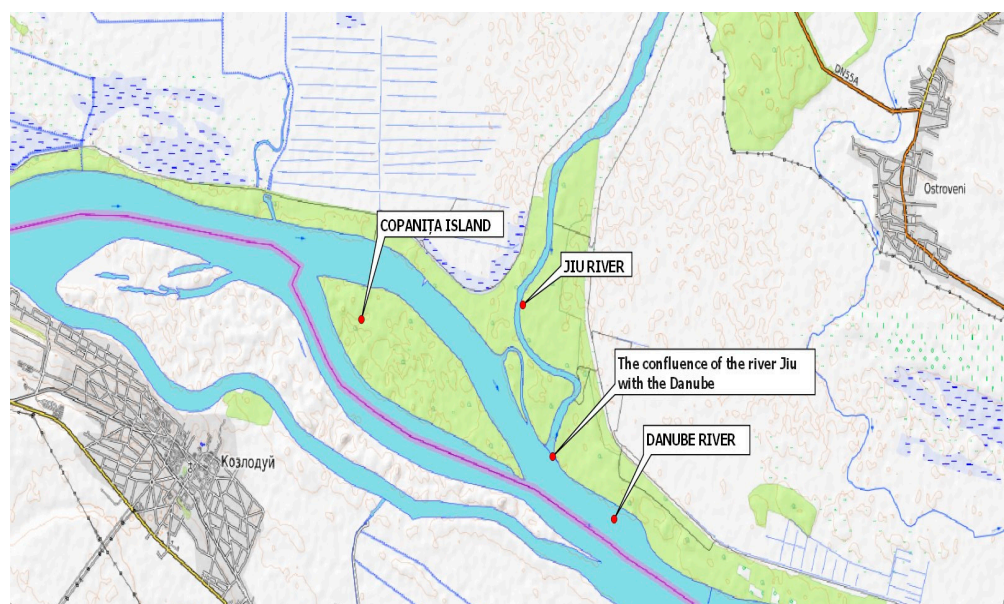 DN55A
Ostroveni
COPANIȚA ISLAND
JIU RIVER
The confluence of the river Jiu
with the Danube
DANUBE RIVER
Козлодуй